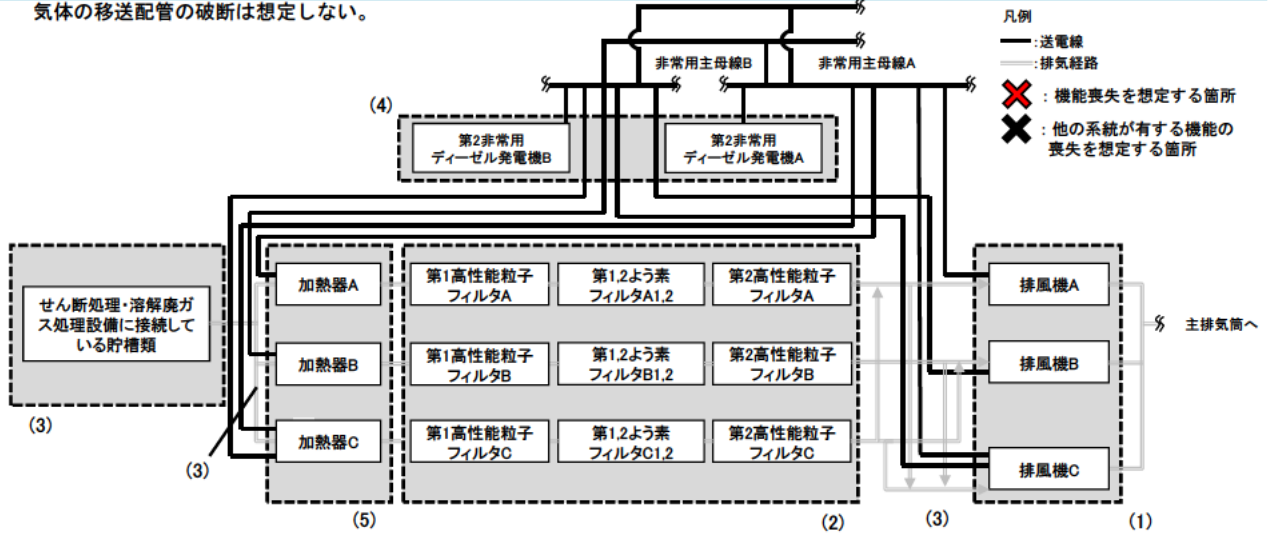 気体の移送配管の破断は想定しない。
凡例
:送電線
:排気経路
: 機能喪失を想定する箇所
: 他の系統が有する機能の
喪失を想定する箇所
非常用主母線B
非常用主母線A
(4)
第2非常用
ディーゼル発電機B
第2非常用
ディーゼル発電機A
せん断処理・溶解廃ガ
ス処理設備に接続して
いる貯槽類
加熱器A
第1高性能粒子
フィルタA
第1,2よう素
フィルタA1,2
第2高性能粒子
フィルタA
排風機A
主排気筒へ
加熱器B
第1高性能粒子
フィルタB
第1,2よう素
フィルタB1,2
第2高性能粒子
フィルタB
排風機B
加熱器C
第1高性能粒子
フィルタC
第1,2よう素
フィルタC1,2
第2高性能粒子
フィルタC
排風機C
(3)
(3)
(5)
(2)
(3)
(1)